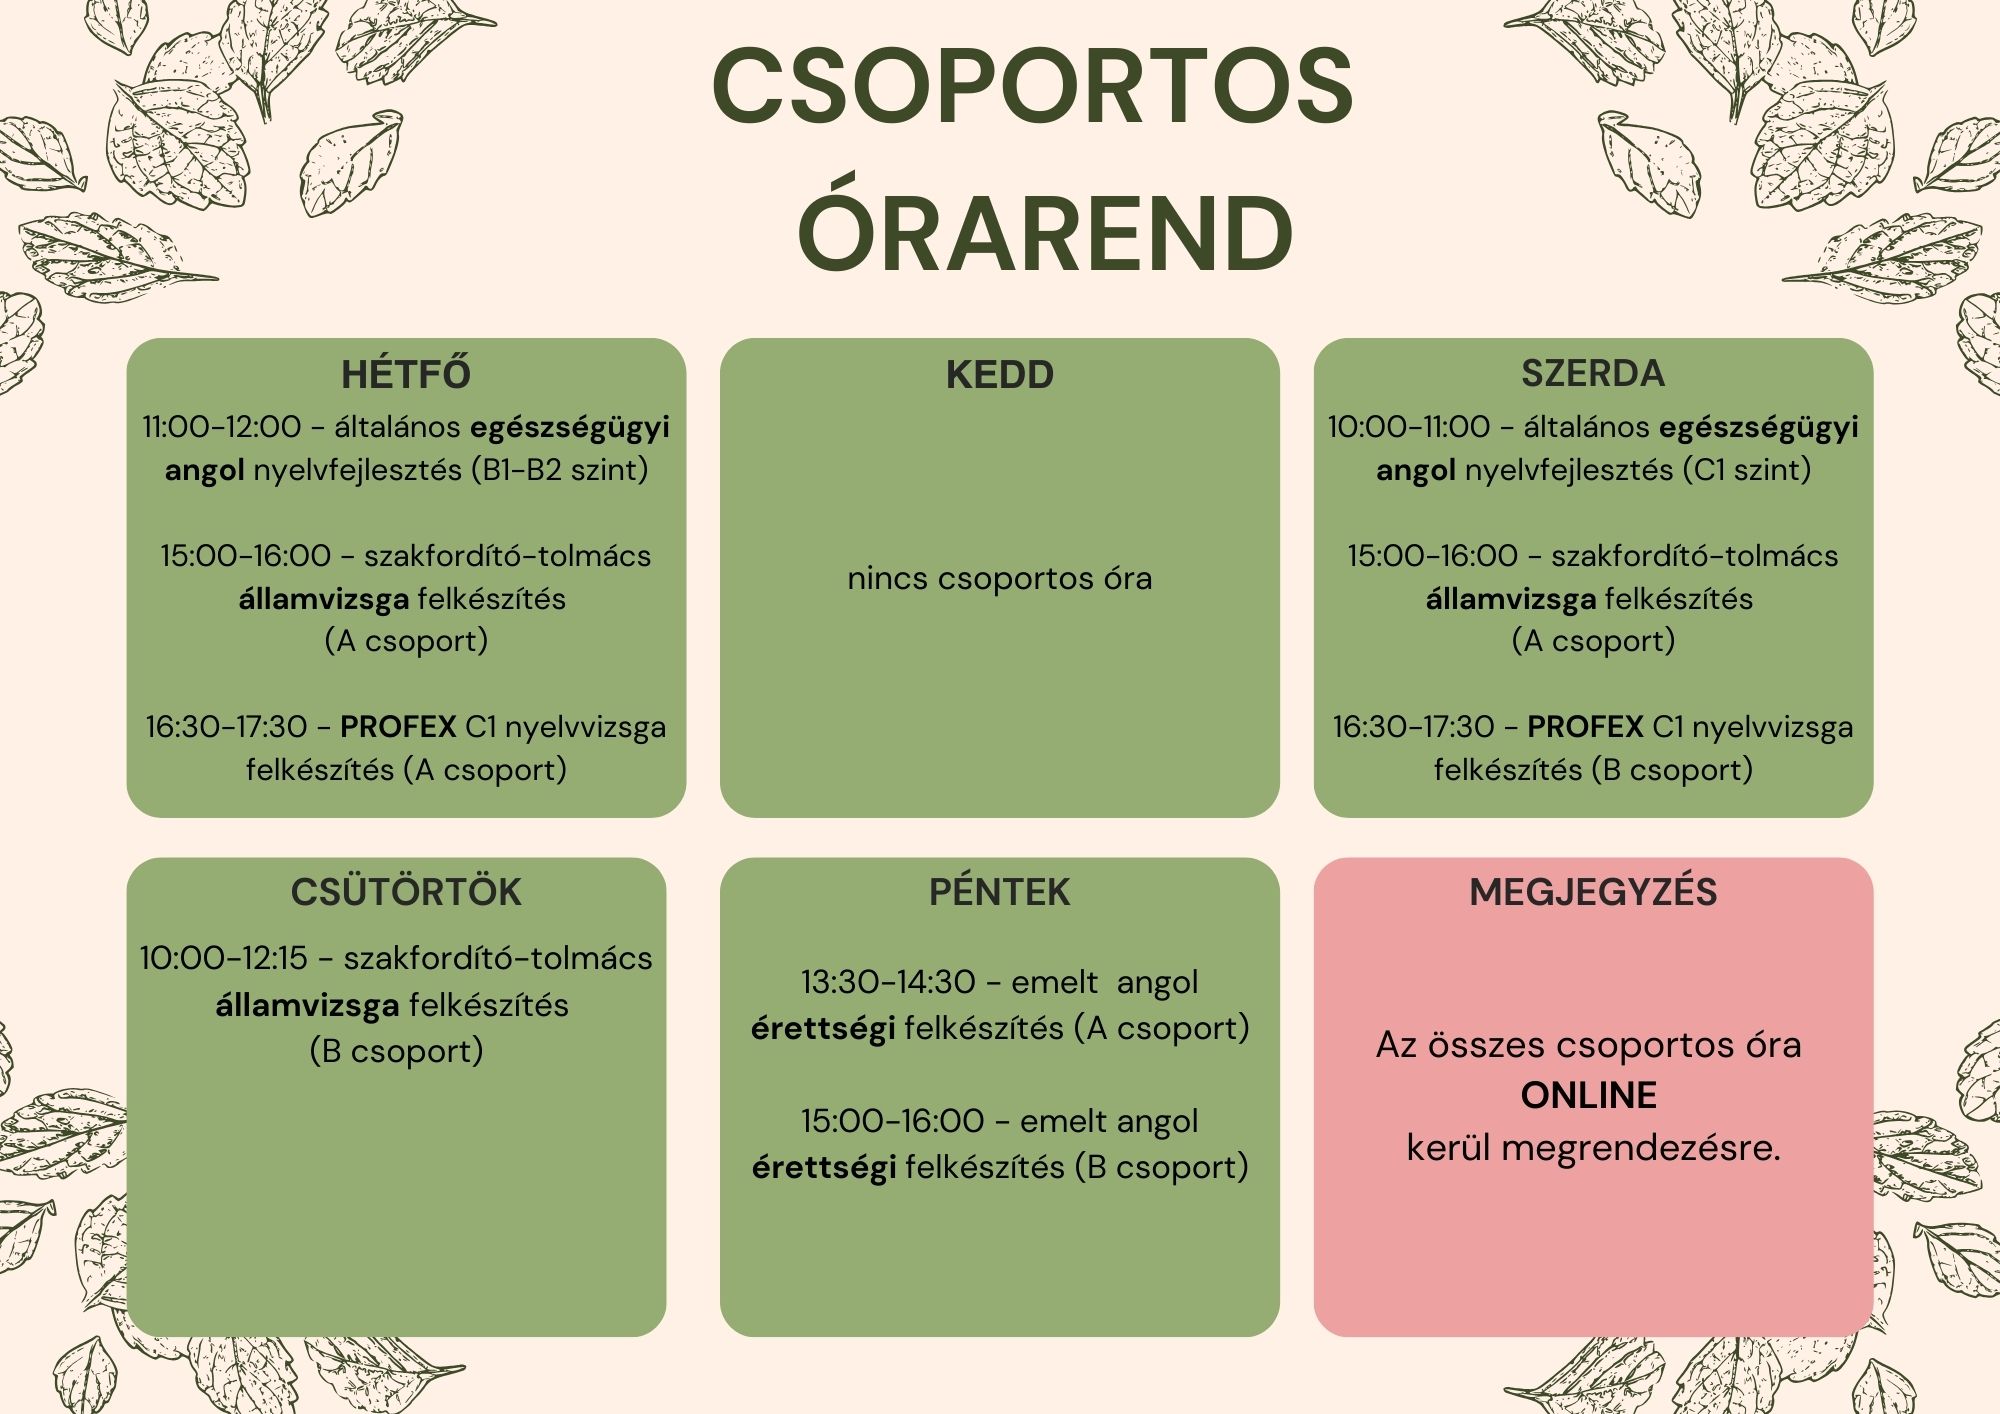 CSOPORTOS
ÓRAREND
HÉTFŐ
11:00-12:00 - általános egészségügyi
angol nyelvfejlesztés (B1-B2 szint)
15:00-16:00 - szakfordító-tolmács
államvizsga felkészítés
(A csoport)
16:30-17:30 - PROFEX C1 nyelvvizsga
felkészítés (A csoport)
KEDD
nincs csoportos óra
SZERDA
10:00-11:00 - általános egészségügyi
angol nyelvfejlesztés (C1 szint)
15:00-16:00 - szakfordító-tolmács
államvizsga felkészítés
(A csoport)
16:30-17:30 - PROFEX C1 nyelvvizsga
felkészítés (B csoport)
CSÜTÖRTÖK
10:00-12:15 - szakfordító-tolmács
államvizsga felkészítés
(B csoport)
PÉNTEK
13:30-14:30 - emelt  angol
érettségi felkészítés (A csoport)
15:00-16:00 - emelt angol
érettségi felkészítés (B csoport)
MEGJEGYZÉS
Az összes csoportos óra
ONLINE
kerül megrendezésre.